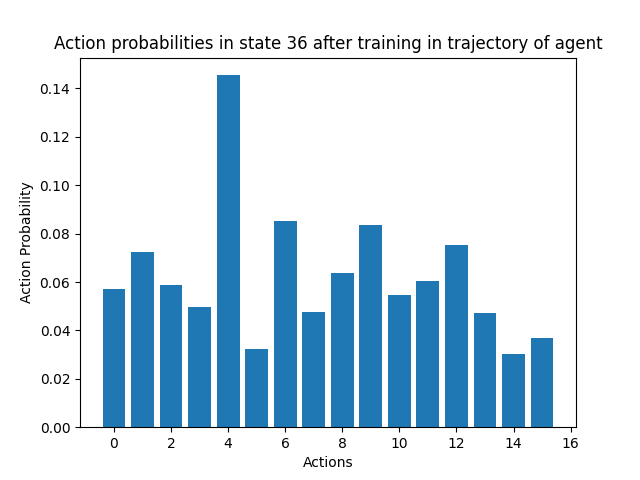 Action probabilities in state 36 after training in trajectory of agent
0.14
0.12
0.10
0.08
0.06
0.04
0.02
0.00
Action Probability
0 2 4 6 8 10 12 14 16
Actions